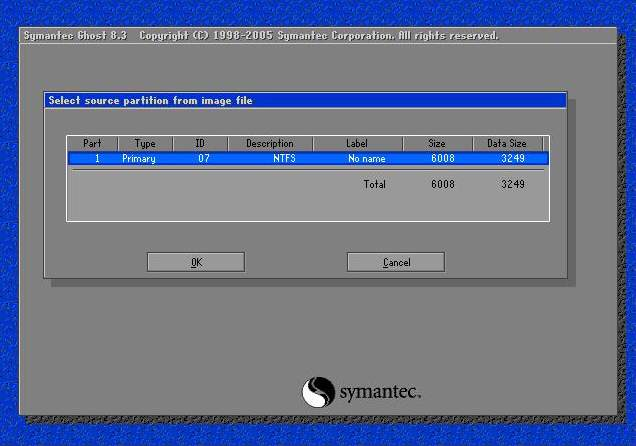 Symantec Ghost 8.3 Copyright (C) 1998-2005 Symantec Corporation. All rights reserved.
Select source partition from image file
Part Type ID Description Label Size Data Size
1 Primary 07 NTFS No name 6008 3249
Total 6008 3249
OK Cancel
symantec.